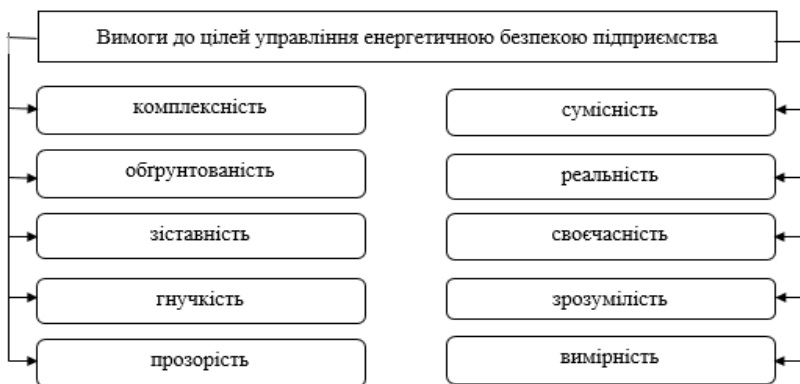 Вимоги до цілей управління енергетичною безпекою підприємства
комплексність
сумісність
обґрунтованість
реальність
зіставність
своєчасність
гнучкість
зрозумілість
прозорість
вимірність